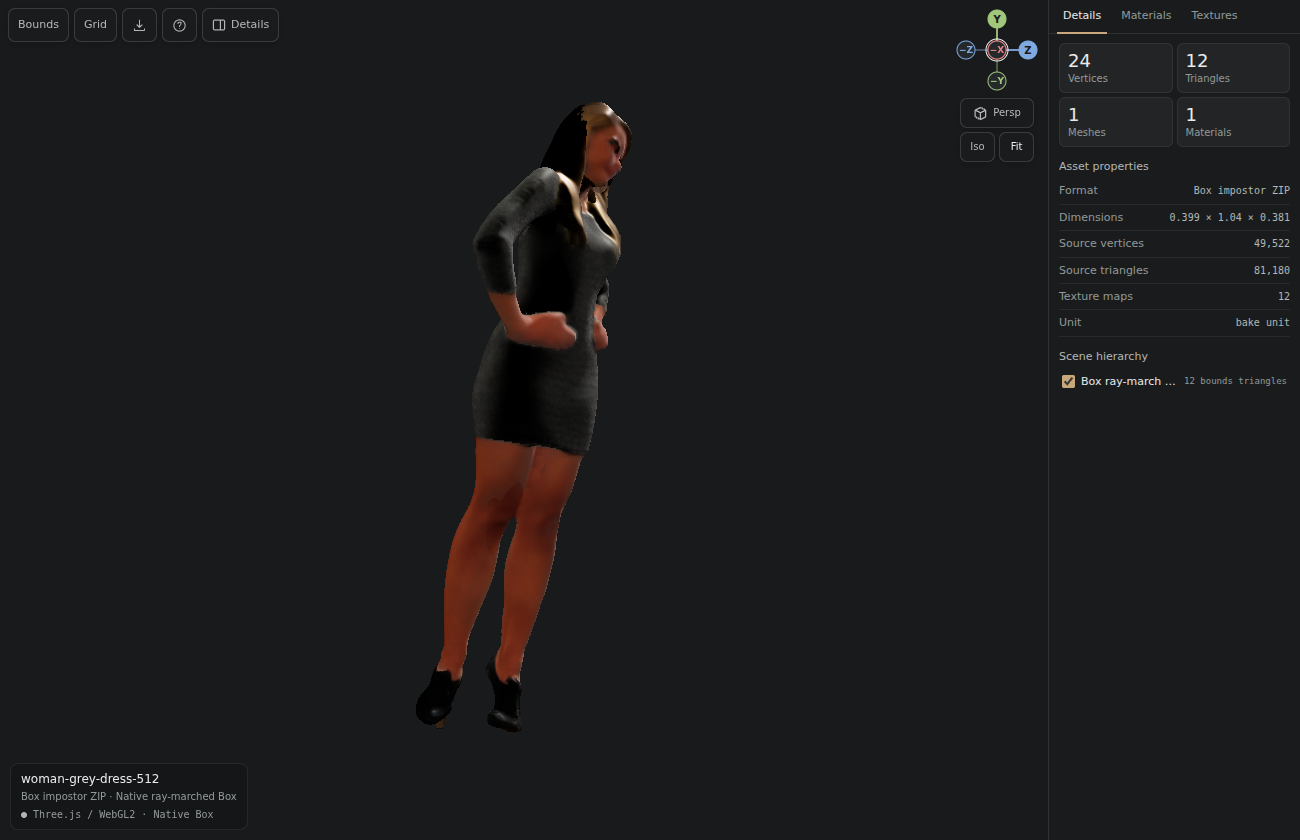 Bounds
Grid
Details
Y
−Z
−X
Z
−Y
Persp
Iso
Fit
Details
Materials
Textures
24
Vertices
12
Triangles
1
Meshes
1
Materials
Asset properties
Format
Box impostor ZIP
Dimensions
0.399 × 1.04 × 0.381
Source vertices
49,522
Source triangles
81,180
Texture maps
12
Unit
bake unit
Scene hierarchy
Box ray-march ...
12 bounds triangles
woman-grey-dress-512
Box impostor ZIP · Native ray-marched Box
Three.js / WebGL2 · Native Box